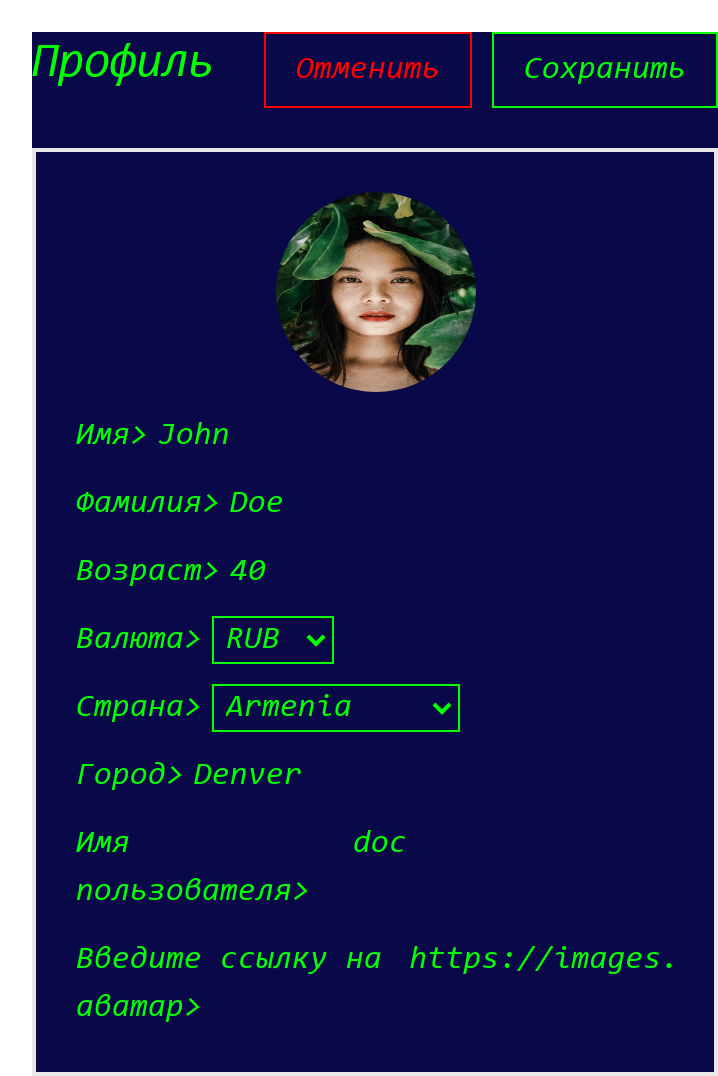 Профиль Отменить Сохранить
Имя> John
Фамилия> Doe
Возраст> 40
Валюта> RUB
Страна> Armenia
Город> Denver
Имя doc
пользователя>
Введите ссылку на https://images.
аватар>